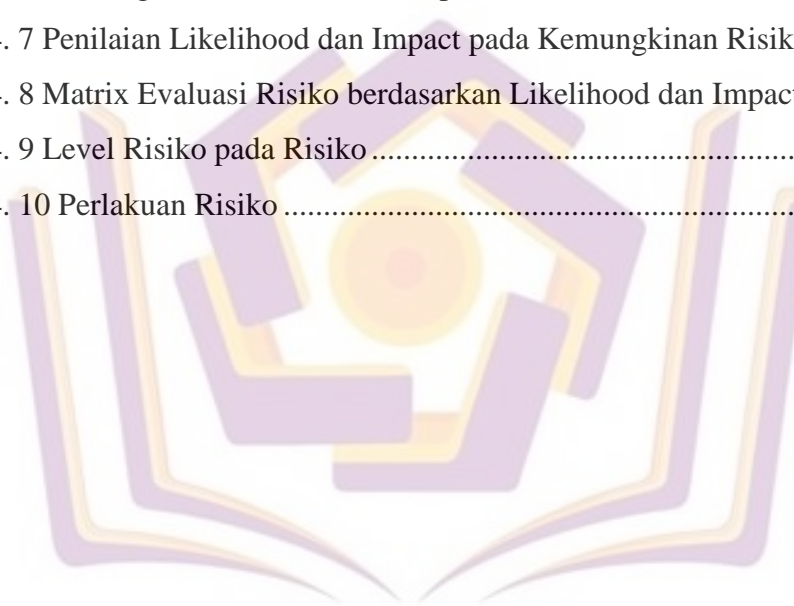 . 7 Penilaian Likelihood dan Impact pada Kemungkinan Risik
. 8 Matrix Evaluasi Risiko berdasarkan Likelihood dan Impact
. 9 Level Risiko pada Risiko ................................................................
. 10 Perlakuan Risiko ............................................................................